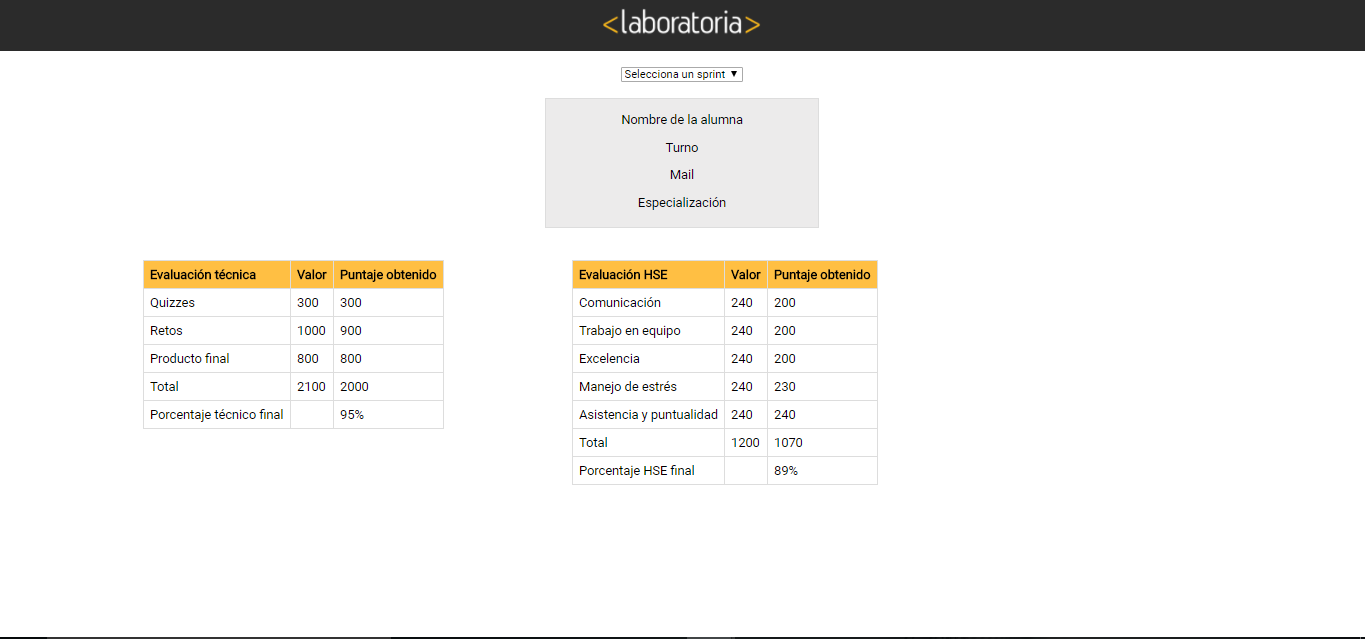 <laboratoria>
Selecciona un sprint ▼
Nombre de la alumna
Turno
Mail
Especialización
Evaluación técnica Valor Puntaje obtenido
Quizzes 300 300
Retos 1000 900
Producto final 800 800
Total 2100 2000
Porcentaje técnico final 95%
Evaluación HSE Valor Puntaje obtenido
Comunicación 240 200
Trabajo en equipo 240 200
Excelencia 240 200
Manejo de estrés 240 230
Asistencia y puntualidad 240 240
Total 1200 1070
Porcentaje HSE final 89%